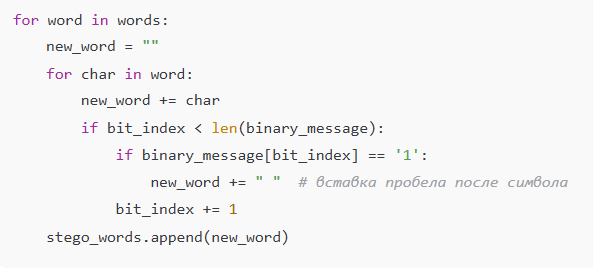 for word in words:
    new_word = ""
    for char in word:
        new_word += char
        if bit_index < len(binary_message):
            if binary_message[bit_index] == '1':
                new_word += " "  # вставка пробела после символа
            bit_index += 1
    stego_words.append(new_word)